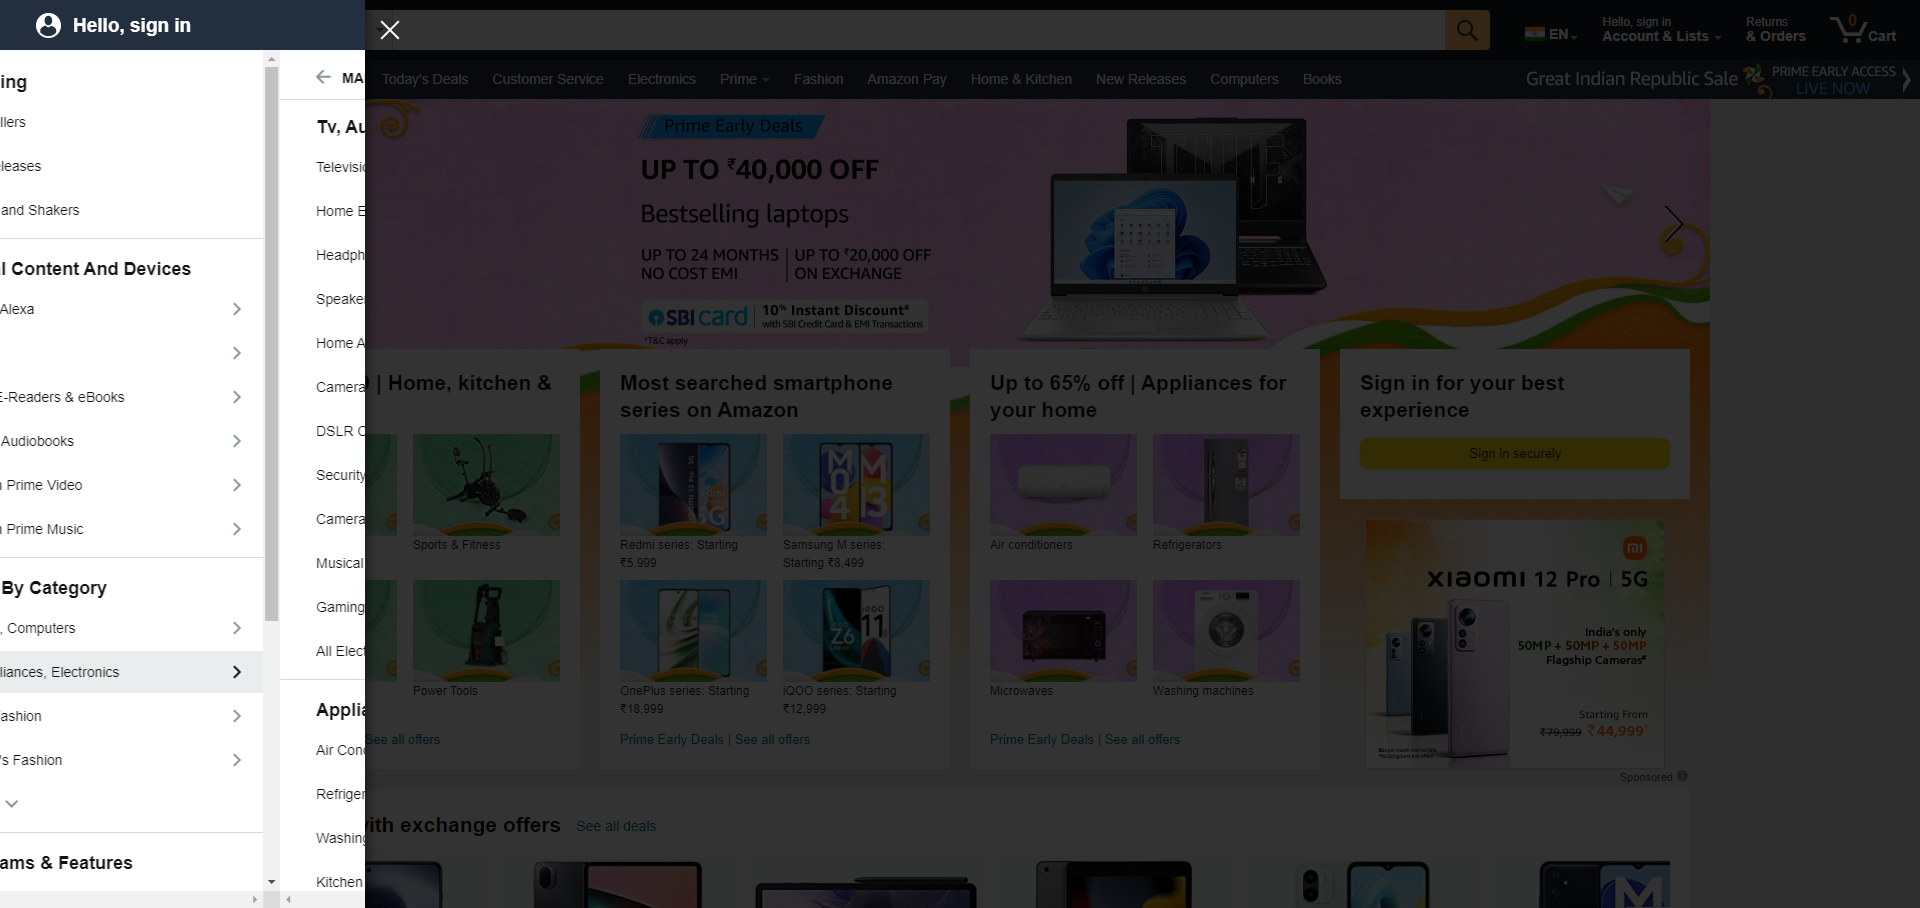 Hello, sign in
EN
Hello, sign in
Account & Lists
Returns
& Orders
0
Cart
Today's Deals
Customer Service
Electronics
Prime
Fashion
Amazon Pay
Home & Kitchen
New Releases
Computers
Books
Great Indian Republic Sale
PRIME EARLY ACCESS
LIVE NOW
ing
llers
leases
and Shakers
l Content And Devices
Alexa
E-Readers & eBooks
Audiobooks
n Prime Video
n Prime Music
By Category
, Computers
liances, Electronics
ashion
's Fashion
ams & Features
MA
Tv, Au
Televisio
Home E
Headph
Speaker
Home A
Camera
DSLR C
Security
Camera
Musical
Gaming
All Elect
Applia
Air Cond
Refriger
Washing
Kitchen
Prime Early Deals
UP TO ₹40,000 OFF
Bestselling laptops
UP TO 24 MONTHS
NO COST EMI
UP TO ₹20,000 OFF
ON EXCHANGE
SBI card
10% Instant Discount#
with SBI Credit Card & EMI Transactions
*T&C apply
| Home, kitchen &
Sports & Fitness
Power Tools
See all offers
Most searched smartphone
series on Amazon
Redmi series: Starting
₹5,999
Samsung M series:
Starting ₹8,499
OnePlus series: Starting
₹18,999
iQOO series: Starting
₹12,999
Prime Early Deals | See all offers
Up to 65% off | Appliances for
your home
Air conditioners
Refrigerators
Microwaves
Washing machines
Prime Early Deals | See all offers
Sign in for your best
experience
Sign in securely
mi
xiaomi 12 Pro | 5G
India's only
50MP + 50MP + 50MP
Flagship Cameras#
Starting From
₹79,999 ₹44,999*
Sponsored
ith exchange offers
See all deals